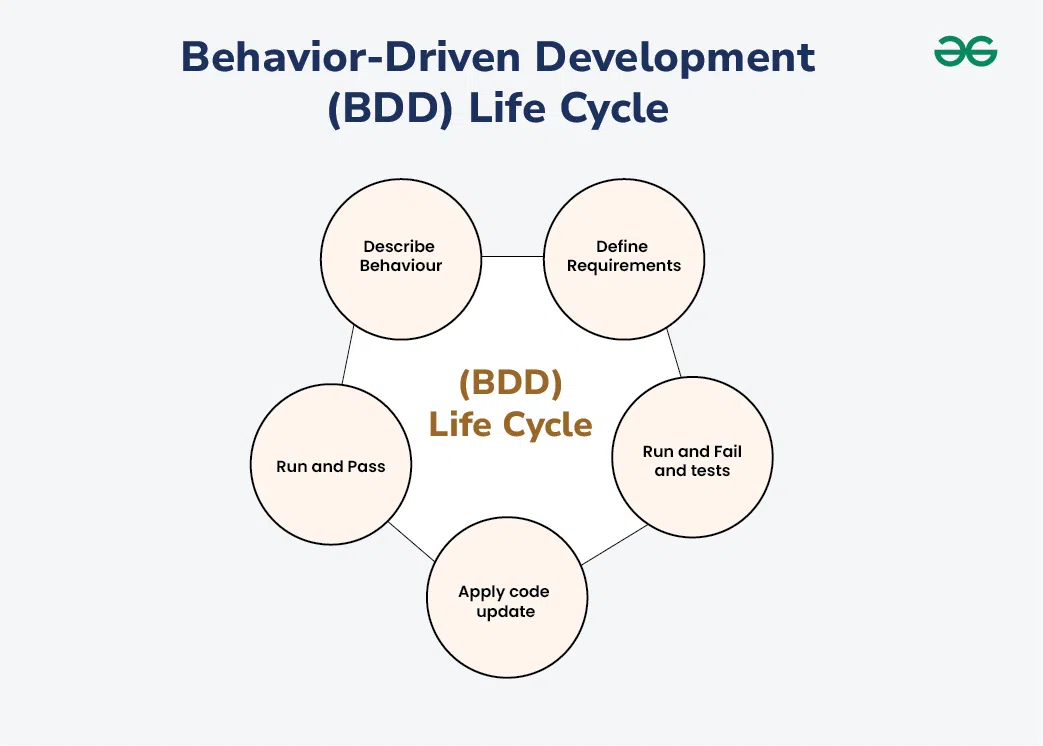 Behavior-Driven Development
(BDD) Life Cycle
Describe
Behaviour
Define
Requirements
(BDD)
Life Cycle
Run and Fail
and tests
Run and Pass
Apply code
update